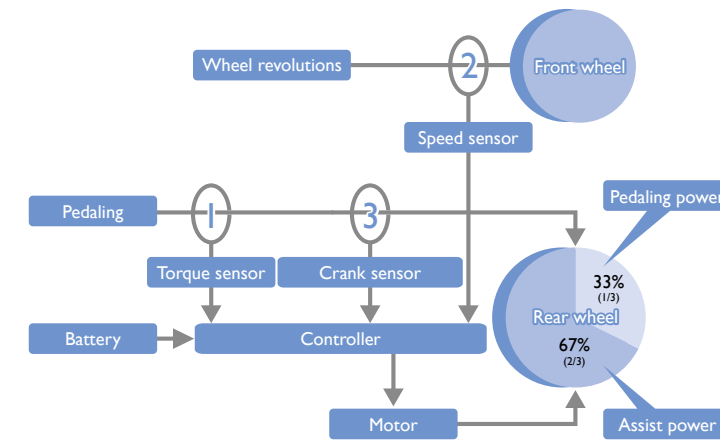 Wheel revolutions
2
Front wheel
Speed sensor
Pedaling
1
3
Pedaling power
Torque sensor
Crank sensor
33%
(1/3)
Rear wheel
Battery
Controller
67%
(2/3)
Motor
Assist power